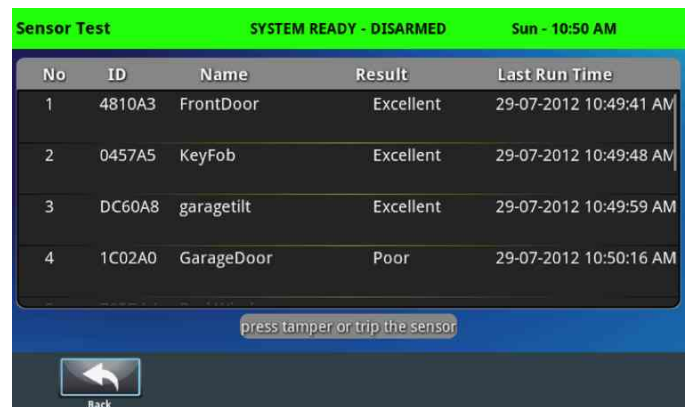 Sensor Test SYSTEM READY - DISARMED Sun - 10:50 AM
No ID Name Result Last Run Time
1 4810A3 FrontDoor Excellent 29-07-2012 10:49:41 AM
2 0457A5 KeyFob Excellent 29-07-2012 10:49:48 AM
3 DC60A8 garagetilt Excellent 29-07-2012 10:49:59 AM
4 1C02A0 GarageDoor Poor 29-07-2012 10:50:16 AM
press tamper or trip the sensor
Back